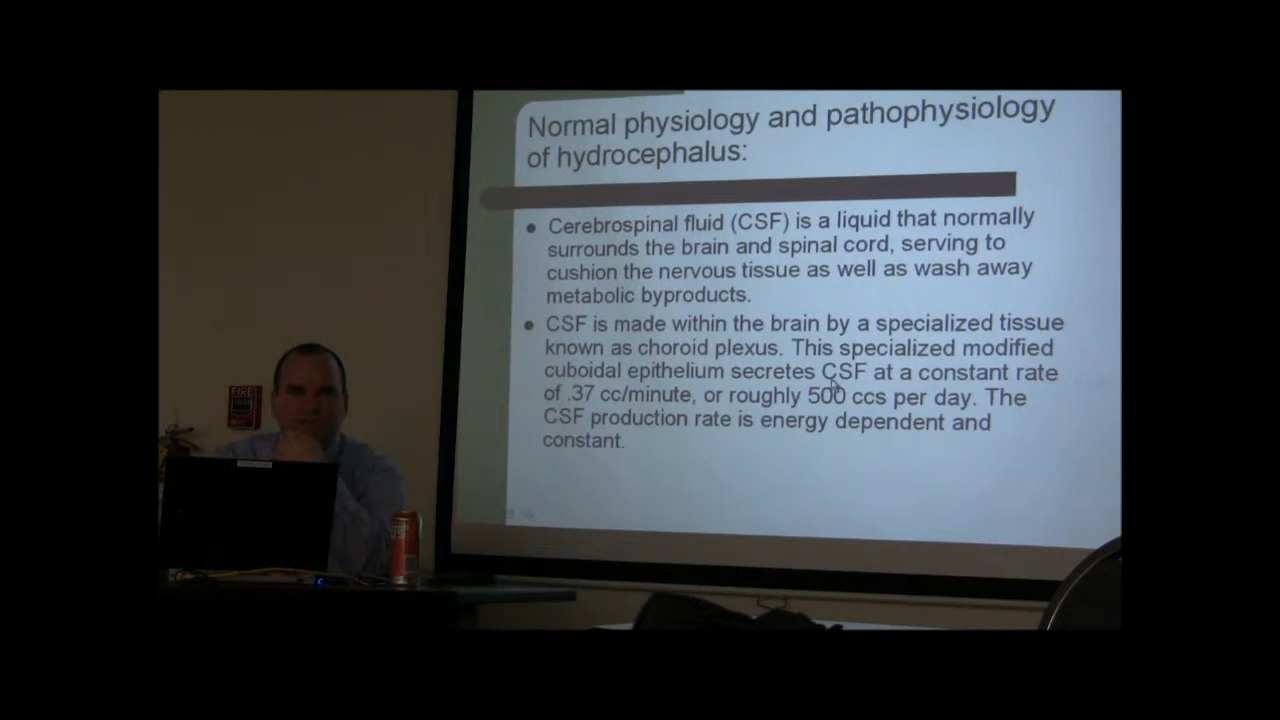 Normal physiology and pathophysiology
of hydrocephalus:
Cerebrospinal fluid (CSF) is a liquid that normally
surrounds the brain and spinal cord, serving to
cushion the nervous tissue as well as wash away
metabolic byproducts.
CSF is made within the brain by a specialized tissue
known as choroid plexus. This specialized modified
cuboidal epithelium secretes CSF at a constant rate
of .37 cc/minute, or roughly 500 ccs per day. The
CSF production rate is energy dependent and
constant.
FIRE